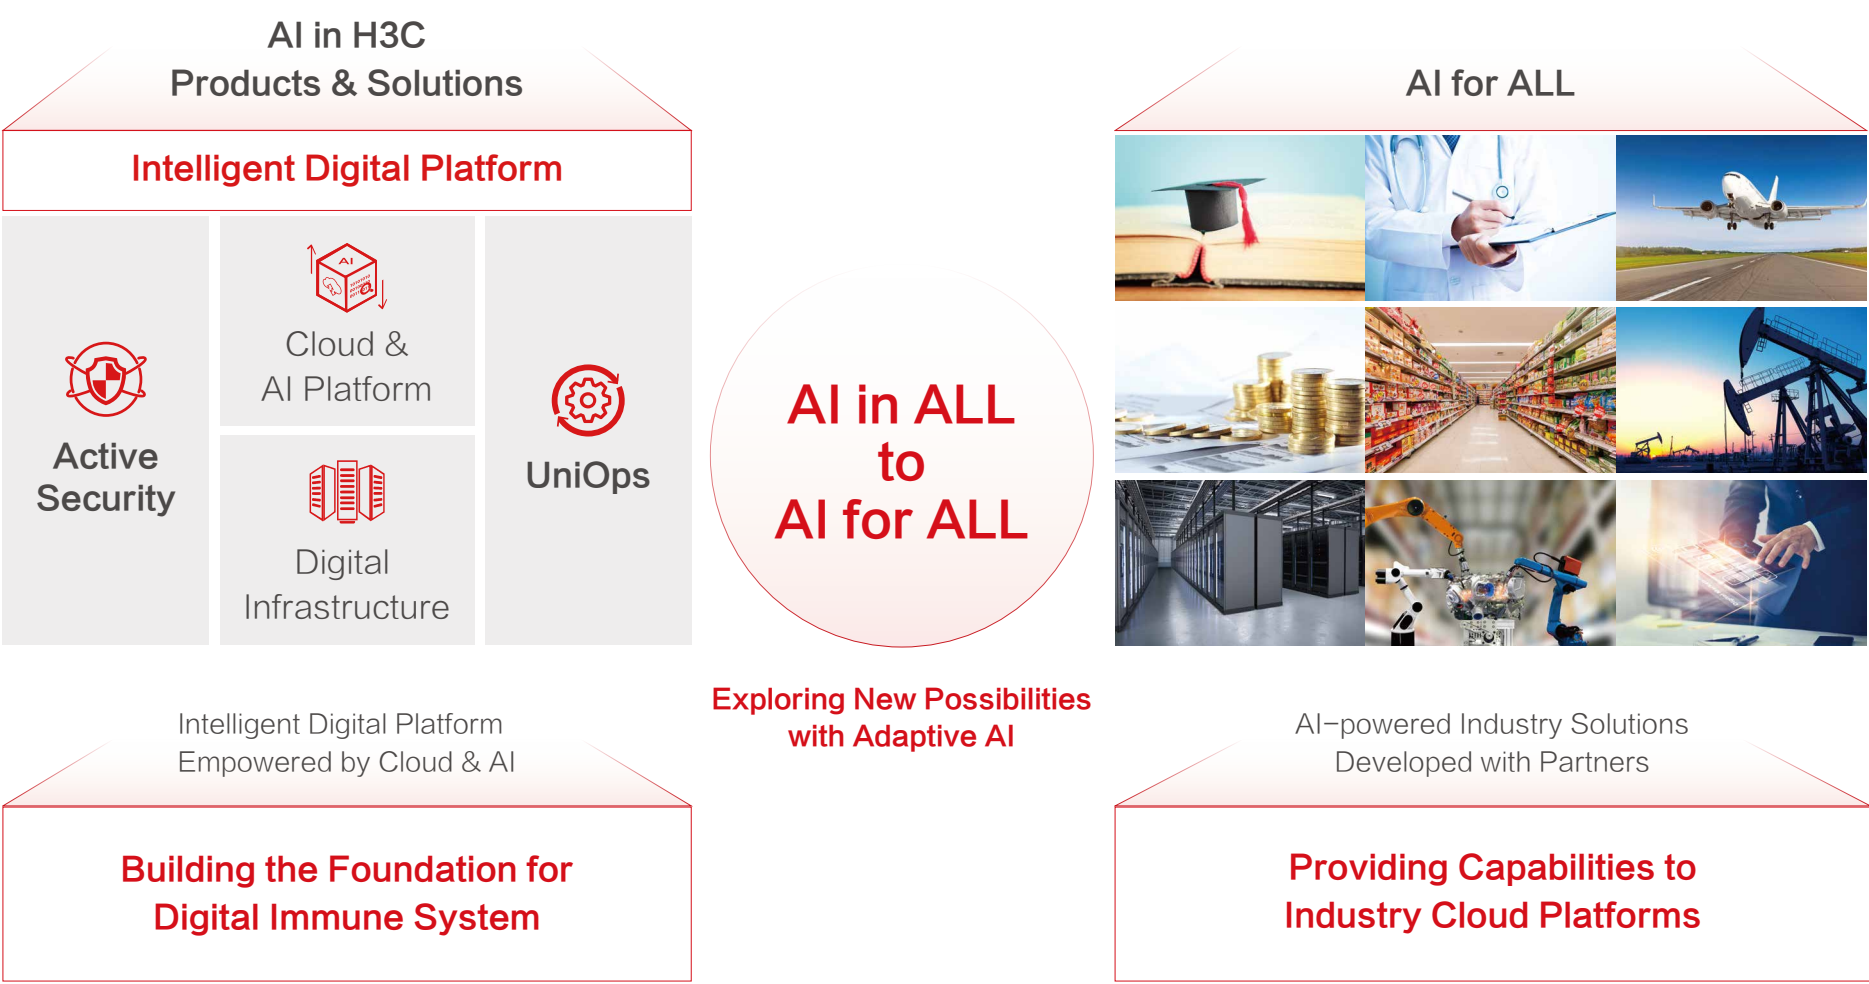 AI in H3C
Products & Solutions
Intelligent Digital Platform
Active
Security
AI
Cloud &
AI Platform
Digital
Infrastructure
UniOps
Intelligent Digital Platform
Empowered by Cloud & AI
Building the Foundation for
Digital Immune System
AI in ALL
to
AI for ALL
Exploring New Possibilities
with Adaptive AI
AI for ALL
AI-powered Industry Solutions
Developed with Partners
Providing Capabilities to
Industry Cloud Platforms